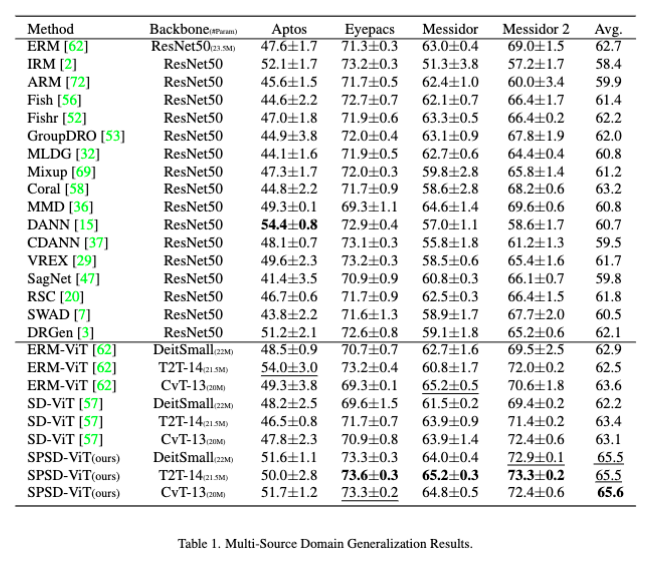 Method Backbone(#Param) Aptos Eyepacs Messidor Messidor 2 Avg.
ERM [62] ResNet50(23.5M) 47.6±1.7 71.3±0.3 63.0±0.4 69.0±1.5 62.7
IRM [2] ResNet50 52.1±1.7 73.2±0.3 51.3±3.8 57.2±1.7 58.4
ARM [72] ResNet50 45.6±1.5 71.7±0.5 62.4±1.0 60.0±3.4 59.9
Fish [56] ResNet50 44.6±2.2 72.7±0.7 62.1±0.7 66.4±1.7 61.4
Fishr [52] ResNet50 47.0±1.8 71.9±0.6 63.3±0.5 66.4±0.2 62.2
GroupDRO [53] ResNet50 44.9±3.8 72.0±0.4 63.1±0.9 67.8±1.9 62.0
MLDG [32] ResNet50 44.1±1.6 71.9±0.5 62.7±0.6 64.4±0.4 60.8
Mixup [69] ResNet50 47.3±1.7 72.0±0.3 59.8±2.8 65.8±1.4 61.2
Coral [58] ResNet50 44.8±2.2 71.7±0.9 58.6±2.8 68.2±0.6 63.2
MMD [36] ResNet50 49.3±0.1 69.3±1.1 64.6±1.4 69.6±0.6 60.8
DANN [15] ResNet50 54.4±0.8 72.9±0.4 57.0±1.1 58.6±1.7 60.7
CDANN [37] ResNet50 48.1±0.7 73.1±0.3 55.8±1.8 61.2±1.3 59.5
VREX [29] ResNet50 49.6±2.3 73.2±0.3 58.5±0.6 65.4±1.6 61.7
SagNet [47] ResNet50 41.4±3.5 70.9±0.9 60.8±0.3 66.1±0.7 59.8
RSC [20] ResNet50 46.7±0.6 71.7±0.9 62.5±0.3 66.4±1.5 61.8
SWAD [7] ResNet50 43.8±2.2 71.6±1.3 58.9±1.7 67.7±2.0 60.5
DRGen [3] ResNet50 51.2±2.1 72.6±0.8 59.1±1.8 65.2±0.6 62.1
ERM-ViT [62] DeitSmall(22M) 48.5±0.9 70.7±0.7 62.7±1.6 69.5±2.5 62.9
ERM-ViT [62] T2T-14(21.5M) 54.0±3.0 73.2±0.4 60.8±1.7 72.0±0.2 62.5
ERM-ViT [62] CvT-13(20M) 49.3±3.8 69.3±0.1 65.2±0.5 70.6±1.8 63.6
SD-ViT [57] DeitSmall(22M) 48.2±2.5 69.6±1.5 61.5±0.2 69.4±0.2 62.2
SD-ViT [57] T2T-14(21.5M) 46.5±0.8 71.7±0.7 63.9±0.9 71.4±0.2 63.4
SD-ViT [57] CvT-13(20M) 47.8±2.3 70.9±0.8 63.9±1.4 72.4±0.6 63.1
SPSD-ViT(ours) DeitSmall(22M) 51.6±1.1 73.3±0.3 64.0±0.4 72.9±0.1 65.5
SPSD-ViT(ours) T2T-14(21.5M) 50.0±2.8 73.6±0.3 65.2±0.3 73.3±0.2 65.5
SPSD-ViT(ours) CvT-13(20M) 51.7±1.2 73.3±0.2 64.8±0.5 72.4±0.6 65.6
Table 1. Multi-Source Domain Generalization Results.